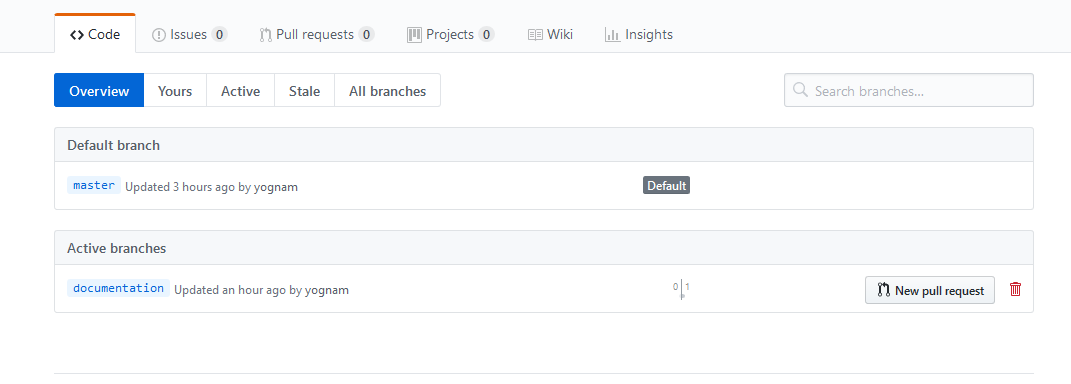 Code Issues 0 Pull requests 0 Projects 0 Wiki Insights
Overview Yours Active Stale All branches Search branches...
Default branch
master Updated 3 hours ago by yognam Default
Active branches
documentation Updated an hour ago by yognam 0 1 New pull request